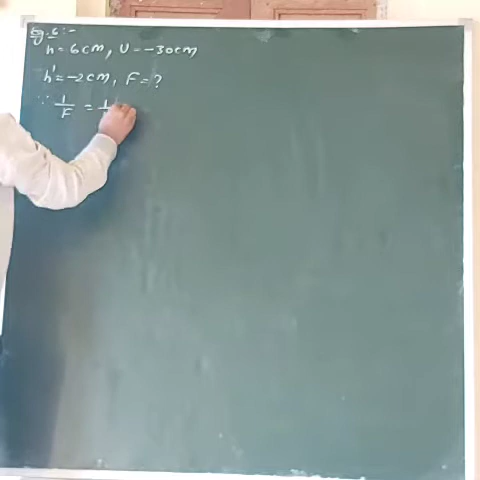 Eg.6:-
h = 6cm, U = -30cm
h' = -2cm, F = ?
∵ 1/F = 1/